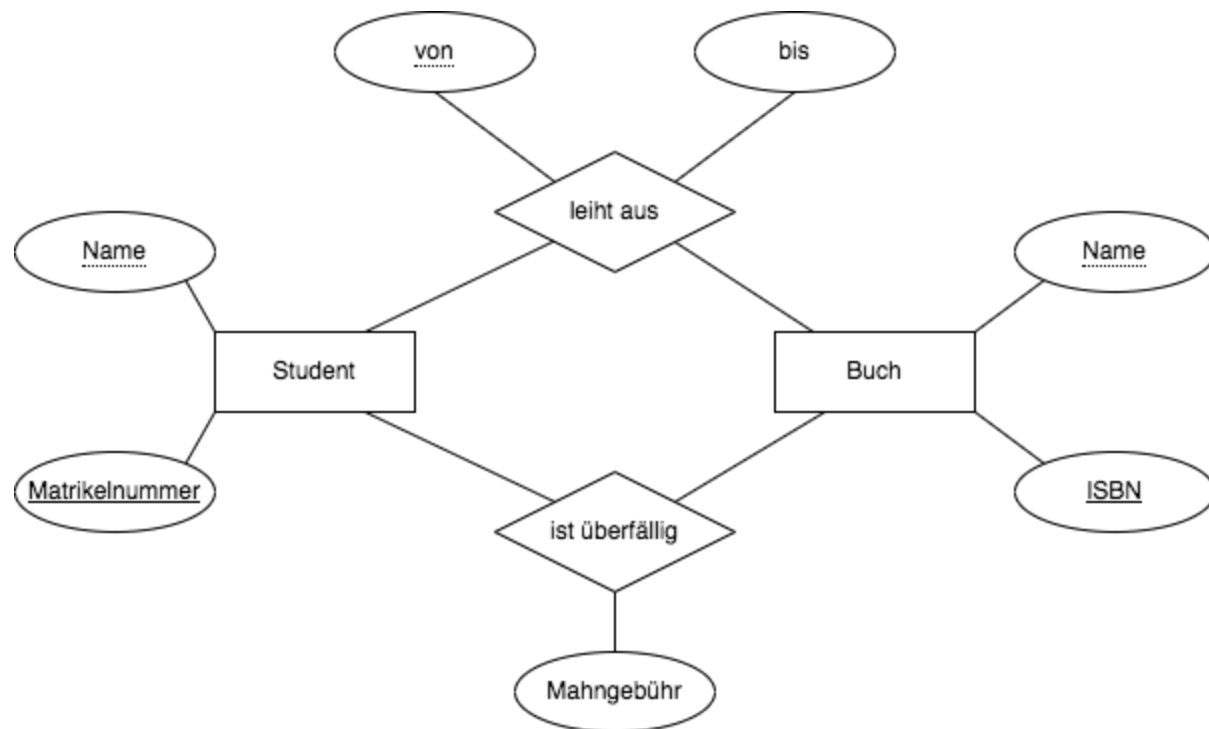 von
bis
leiht aus
Name
Name
Student
Buch
Matrikelnummer
ISBN
ist überfällig
Mahngebühr